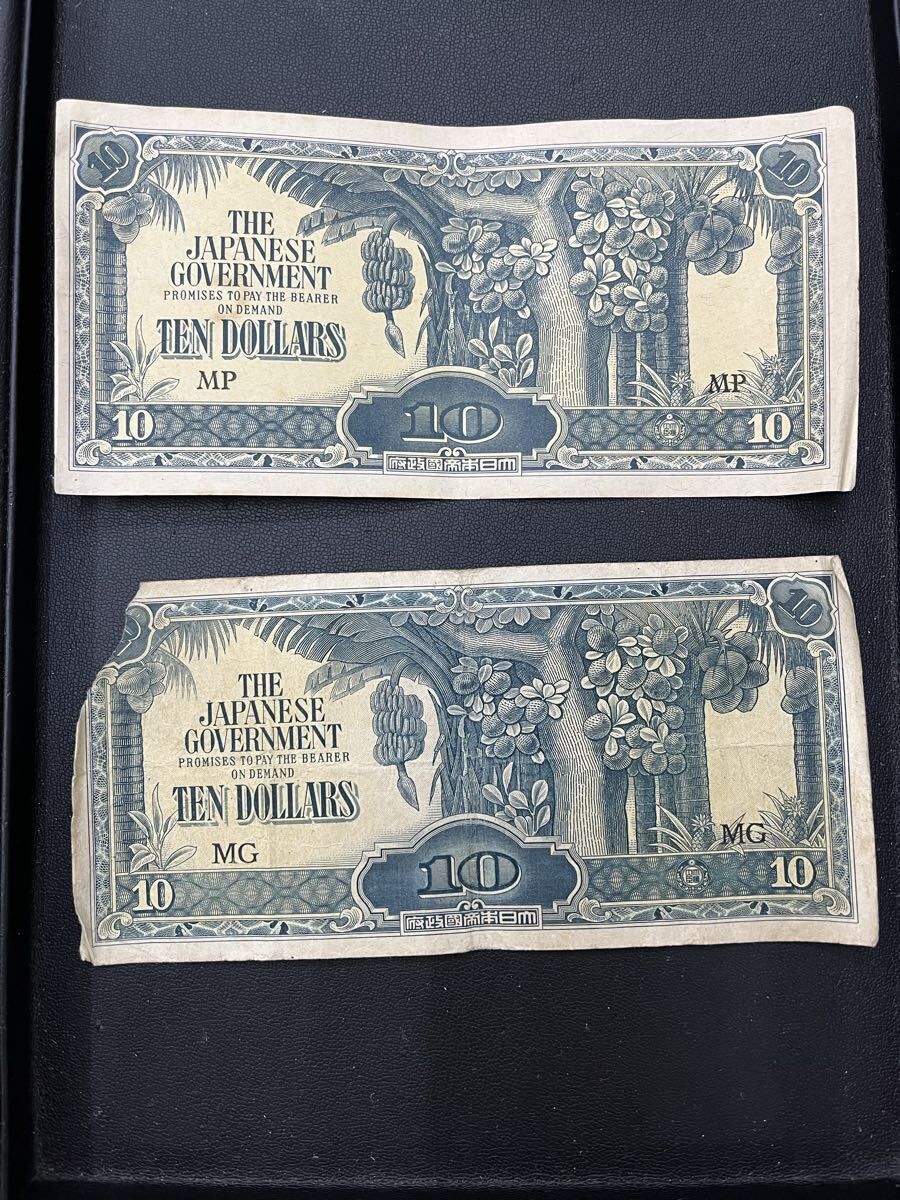 10 10
THE
JAPANESE
GOVERNMENT
PROMISES TO PAY THE BEARER
ON DEMAND
TEN DOLLARS
MP MP
10 10 10
府政國帝本日大
10
THE
JAPANESE
GOVERNMENT
PROMISES TO PAY THE BEARER
ON DEMAND
TEN DOLLARS
MG MG
10 10 10
府政國帝本日大